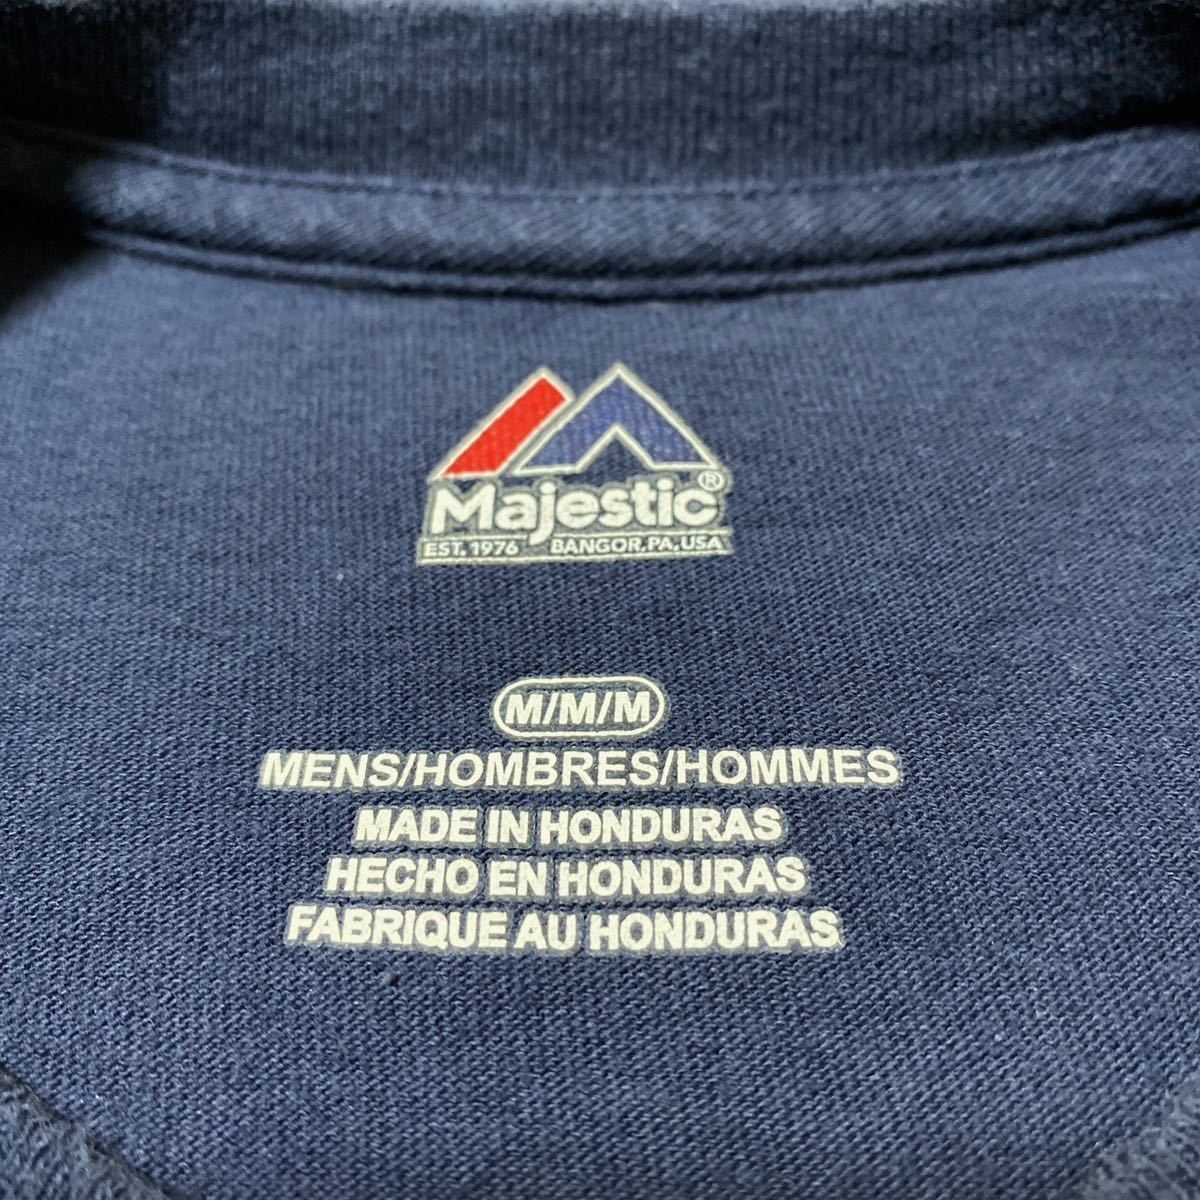 Majestic®
EST. 1976 BANGOR, PA, USA
M/M/M
MENS/HOMBRES/HOMMES
MADE IN HONDURAS
HECHO EN HONDURAS
FABRIQUE AU HONDURAS